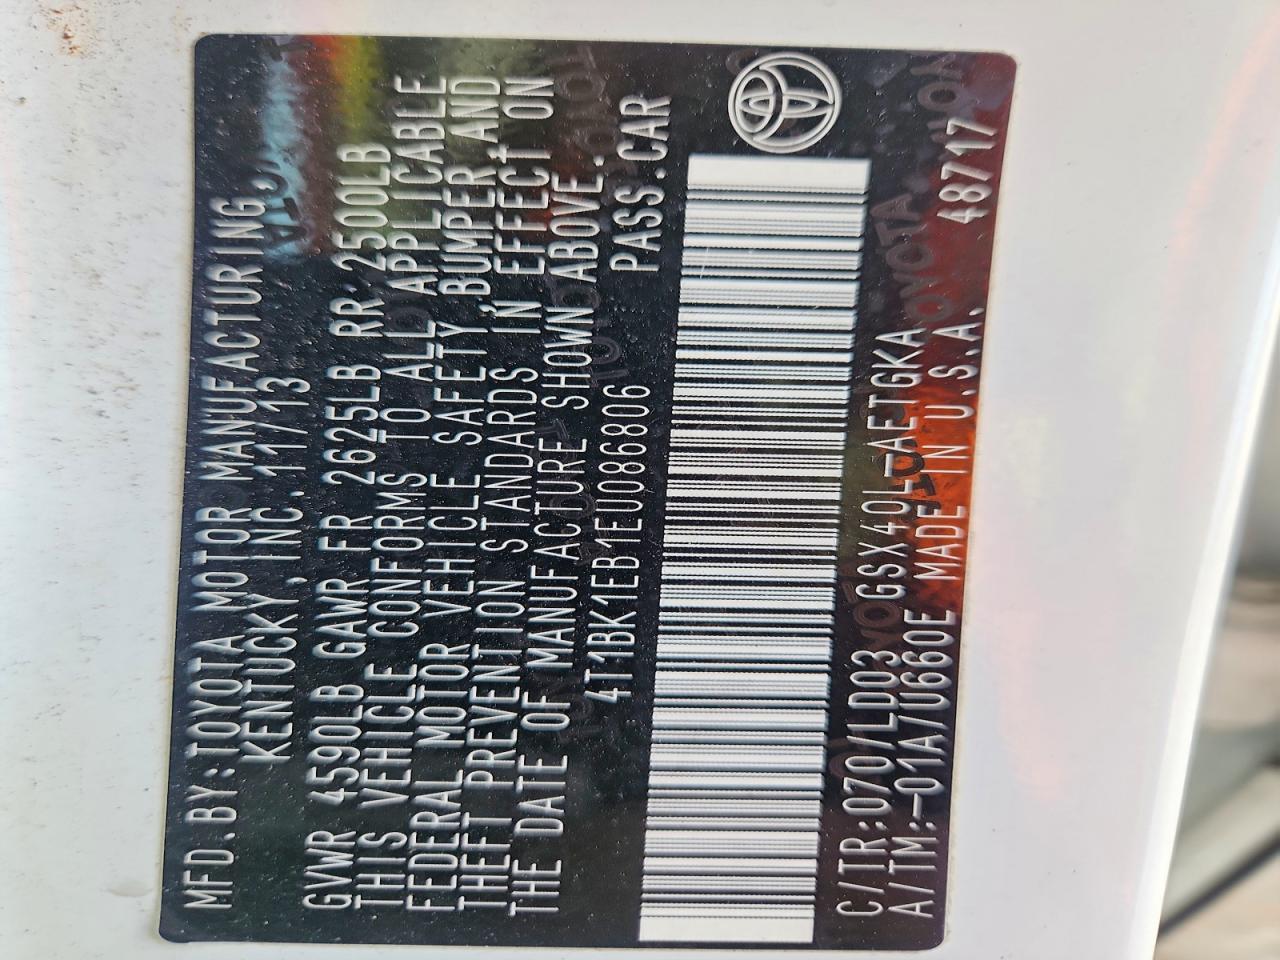 MFD.BY:TOYOTA MOTOR MANUFACTURING,
KENTUCKY, INC. 11/13
GVWR 4590LB GAWR FR 2625LB RR 2500LB
THIS VEHICLE CONFORMS TO ALL APPLICABLE
FEDERAL MOTOR VEHICLE SAFETY, BUMPER AND
THEFT PREVENTION STANDARDS IN EFFECT ON
THE DATE OF MANUFACTURE SHOWN ABOVE.
4T1BK1EB1EU086806 PASS.CAR
C/TR:070/LD03 GSX40L-AETGKA
A/TM:-01A/U660E MADE IN U.S.A. 48717